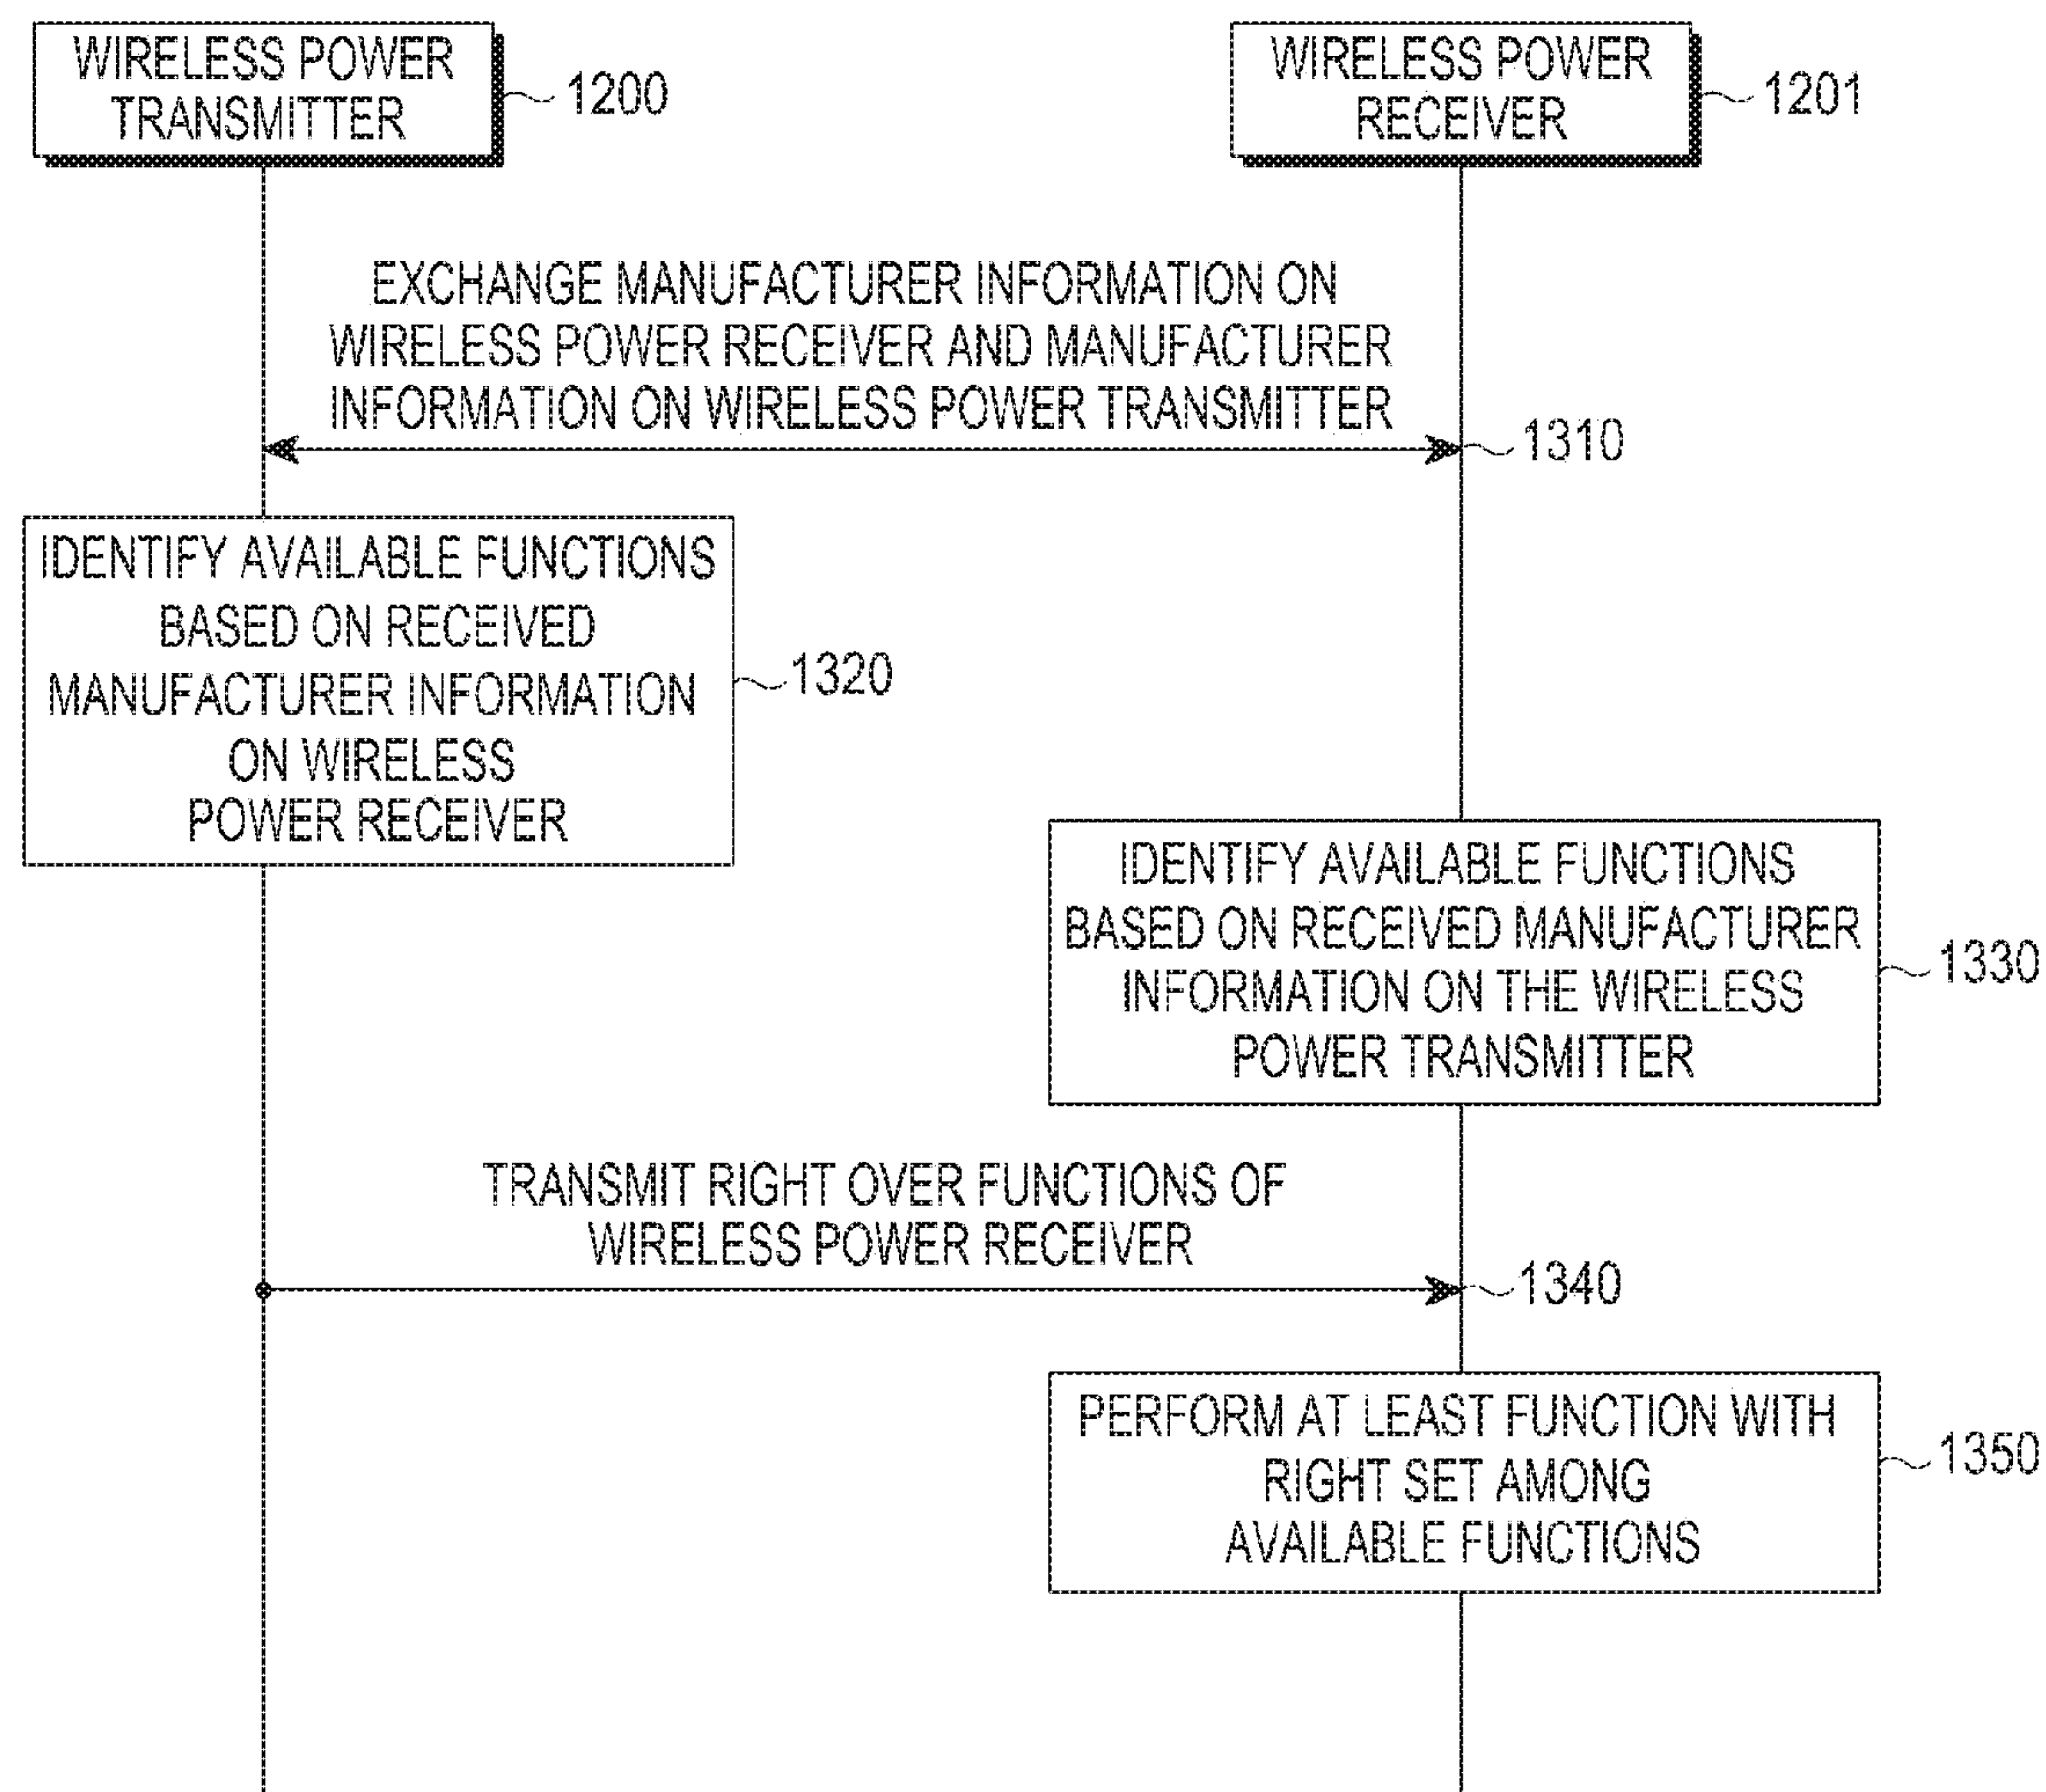 WIRELESS POWER
TRANSMITTER
1200
WIRELESS POWER
RECEIVER
1201
EXCHANGE MANUFACTURER INFORMATION ON
WIRELESS POWER RECEIVER AND MANUFACTURER
INFORMATION ON WIRELESS POWER TRANSMITTER
1310
IDENTIFY AVAILABLE FUNCTIONS
BASED ON RECEIVED
MANUFACTURER INFORMATION
ON WIRELESS
POWER RECEIVER
1320
IDENTIFY AVAILABLE FUNCTIONS
BASED ON RECEIVED MANUFACTURER
INFORMATION ON THE WIRELESS
POWER TRANSMITTER
1330
TRANSMIT RIGHT OVER FUNCTIONS OF
WIRELESS POWER RECEIVER
1340
PERFORM AT LEAST FUNCTION WITH
RIGHT SET AMONG
AVAILABLE FUNCTIONS
1350